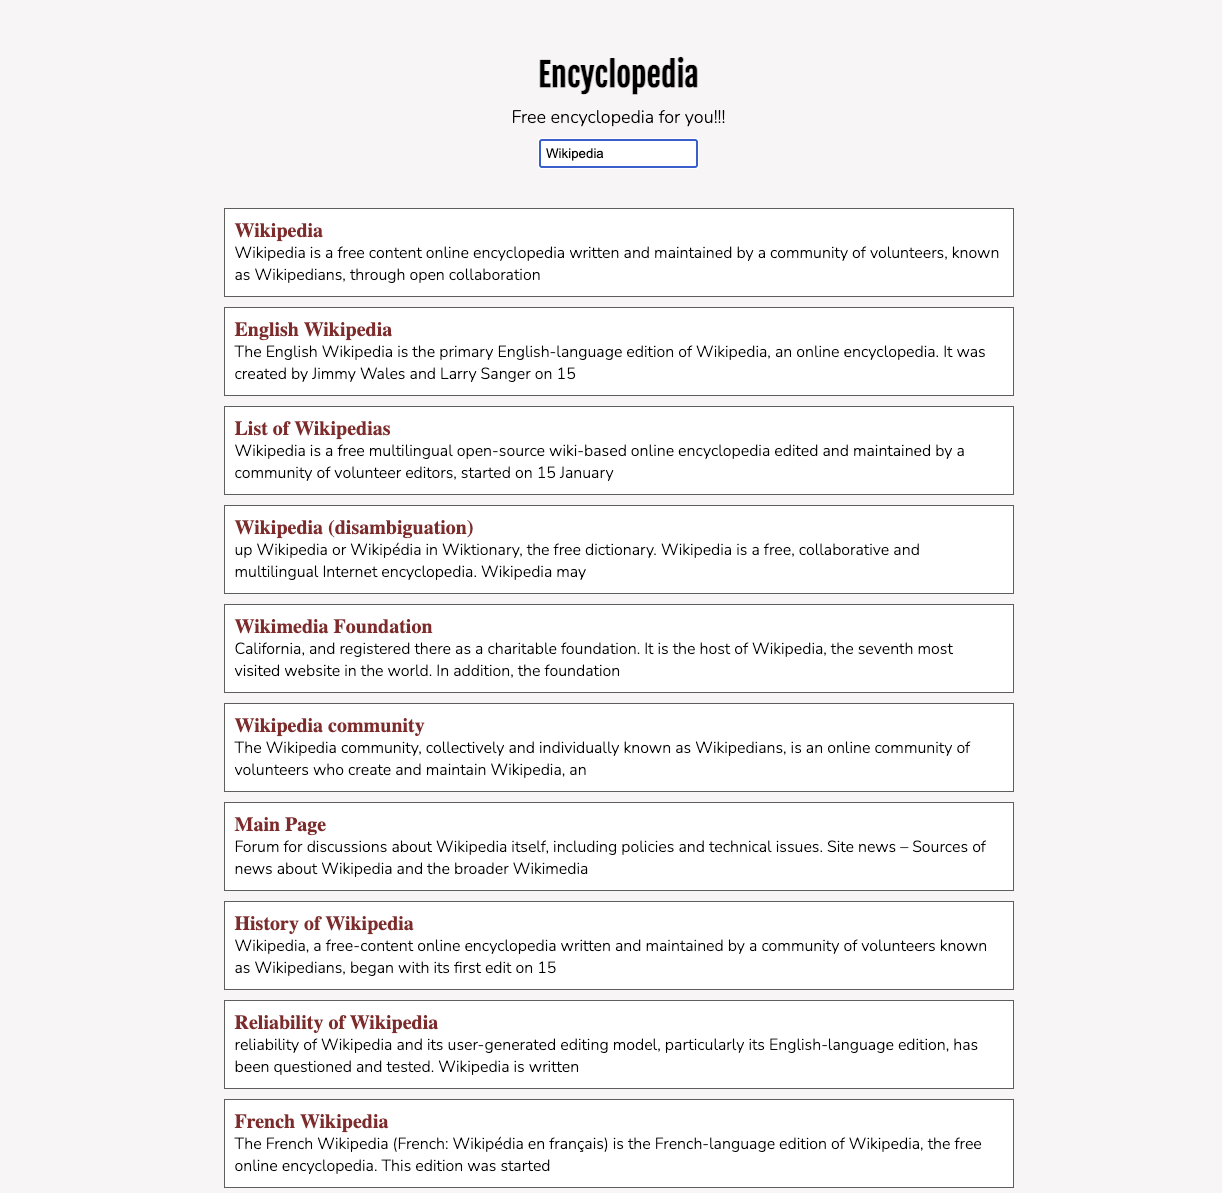 Encyclopedia
Free encyclopedia for you!!!
Wikipedia
Wikipedia
Wikipedia is a free content online encyclopedia written and maintained by a community of volunteers, known
as Wikipedians, through open collaboration
English Wikipedia
The English Wikipedia is the primary English-language edition of Wikipedia, an online encyclopedia. It was
created by Jimmy Wales and Larry Sanger on 15
List of Wikipedias
Wikipedia is a free multilingual open-source wiki-based online encyclopedia edited and maintained by a
community of volunteer editors, started on 15 January
Wikipedia (disambiguation)
up Wikipedia or Wikipédia in Wiktionary, the free dictionary. Wikipedia is a free, collaborative and
multilingual Internet encyclopedia. Wikipedia may
Wikimedia Foundation
California, and registered there as a charitable foundation. It is the host of Wikipedia, the seventh most
visited website in the world. In addition, the foundation
Wikipedia community
The Wikipedia community, collectively and individually known as Wikipedians, is an online community of
volunteers who create and maintain Wikipedia, an
Main Page
Forum for discussions about Wikipedia itself, including policies and technical issues. Site news – Sources of
news about Wikipedia and the broader Wikimedia
History of Wikipedia
Wikipedia, a free-content online encyclopedia written and maintained by a community of volunteers known
as Wikipedians, began with its first edit on 15
Reliability of Wikipedia
reliability of Wikipedia and its user-generated editing model, particularly its English-language edition, has
been questioned and tested. Wikipedia is written
French Wikipedia
The French Wikipedia (French: Wikipédia en français) is the French-language edition of Wikipedia, the free
online encyclopedia. This edition was started